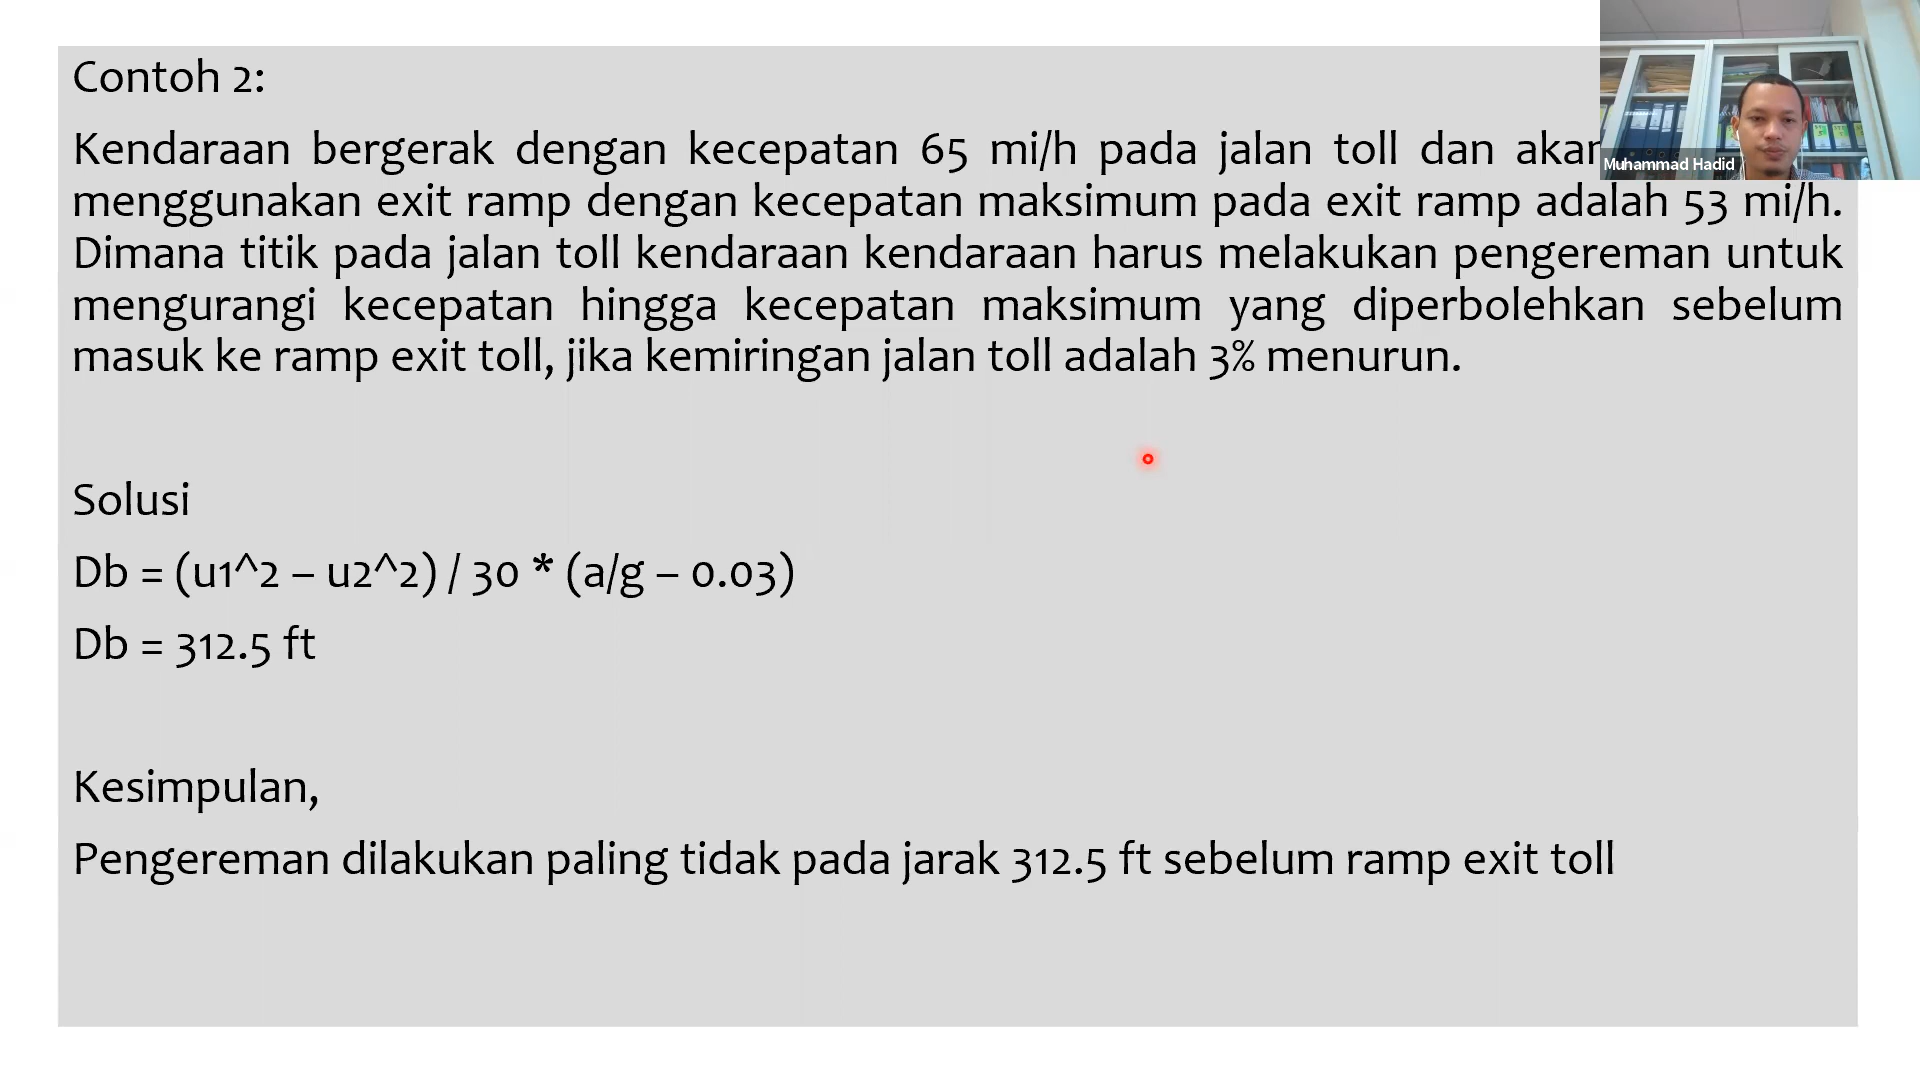 Contoh 2:
Kendaraan bergerak dengan kecepatan 65 mi/h pada jalan toll dan akan
menggunakan exit ramp dengan kecepatan maksimum pada exit ramp adalah 53 mi/h.
Dimana titik pada jalan toll kendaraan kendaraan harus melakukan pengereman untuk
mengurangi kecepatan hingga kecepatan maksimum yang diperbolehkan sebelum
masuk ke ramp exit toll, jika kemiringan jalan toll adalah 3% menurun.
Solusi
Db = (u1^2 – u2^2) / 30 * (a/g – 0.03)
Db = 312.5 ft
Kesimpulan,
Pengereman dilakukan paling tidak pada jarak 312.5 ft sebelum ramp exit toll
Muhammad Hadid